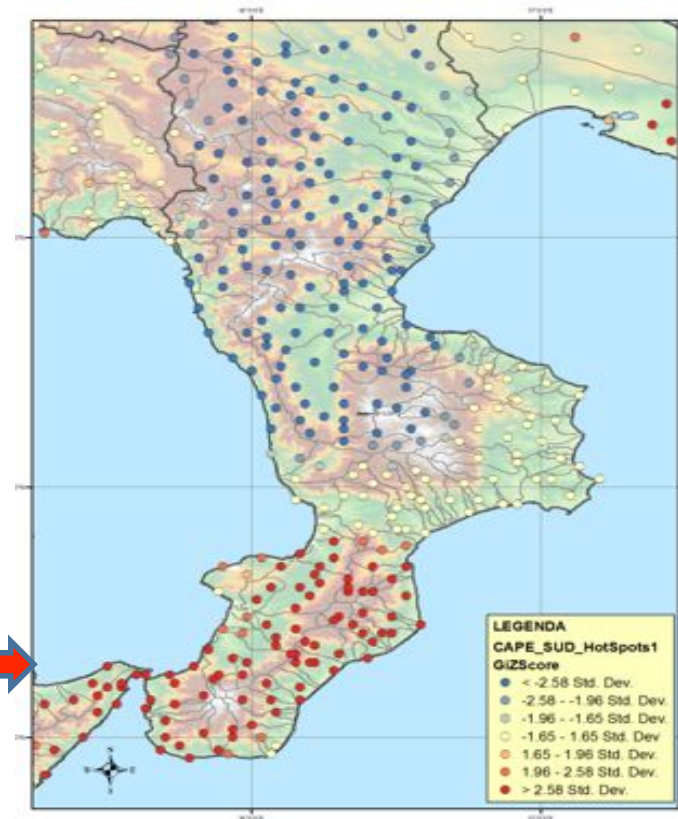 LEGENDA
CAPE_SUD_HotSpots1
GiZScore
< -2.58 Std. Dev.
-2.58 - -1.96 Std. Dev.
-1.96 - -1.65 Std. Dev.
-1.65 - 1.65 Std. Dev.
1.65 - 1.96 Std. Dev.
1.96 - 2.58 Std. Dev.
> 2.58 Std. Dev.
N
S